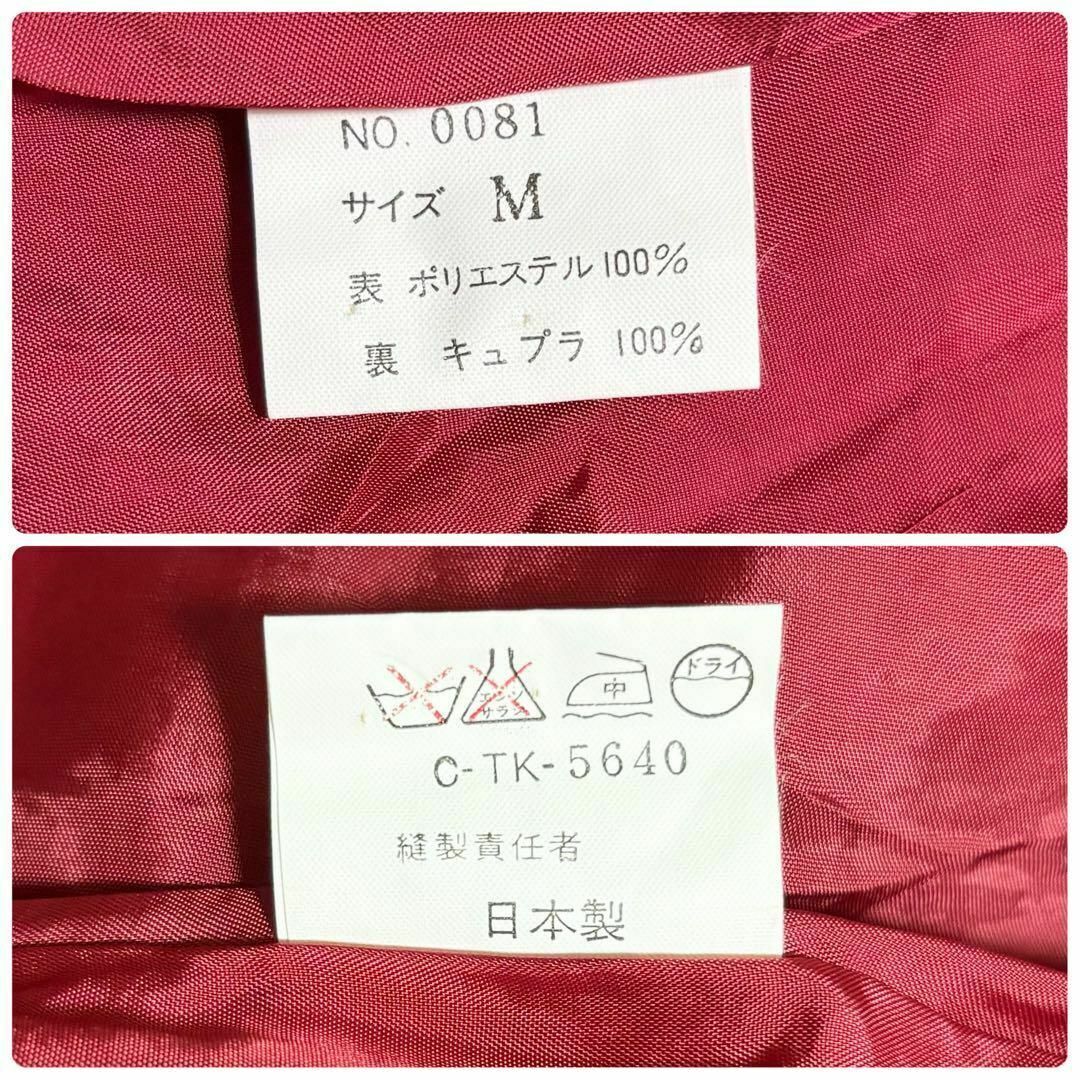 NO. 0081
サイズ M
表 ポリエステル 100%
裏 キュプラ 100%
エンソ サラシ 中 ドライ
C-TK-5640
縫製責任者
日本製